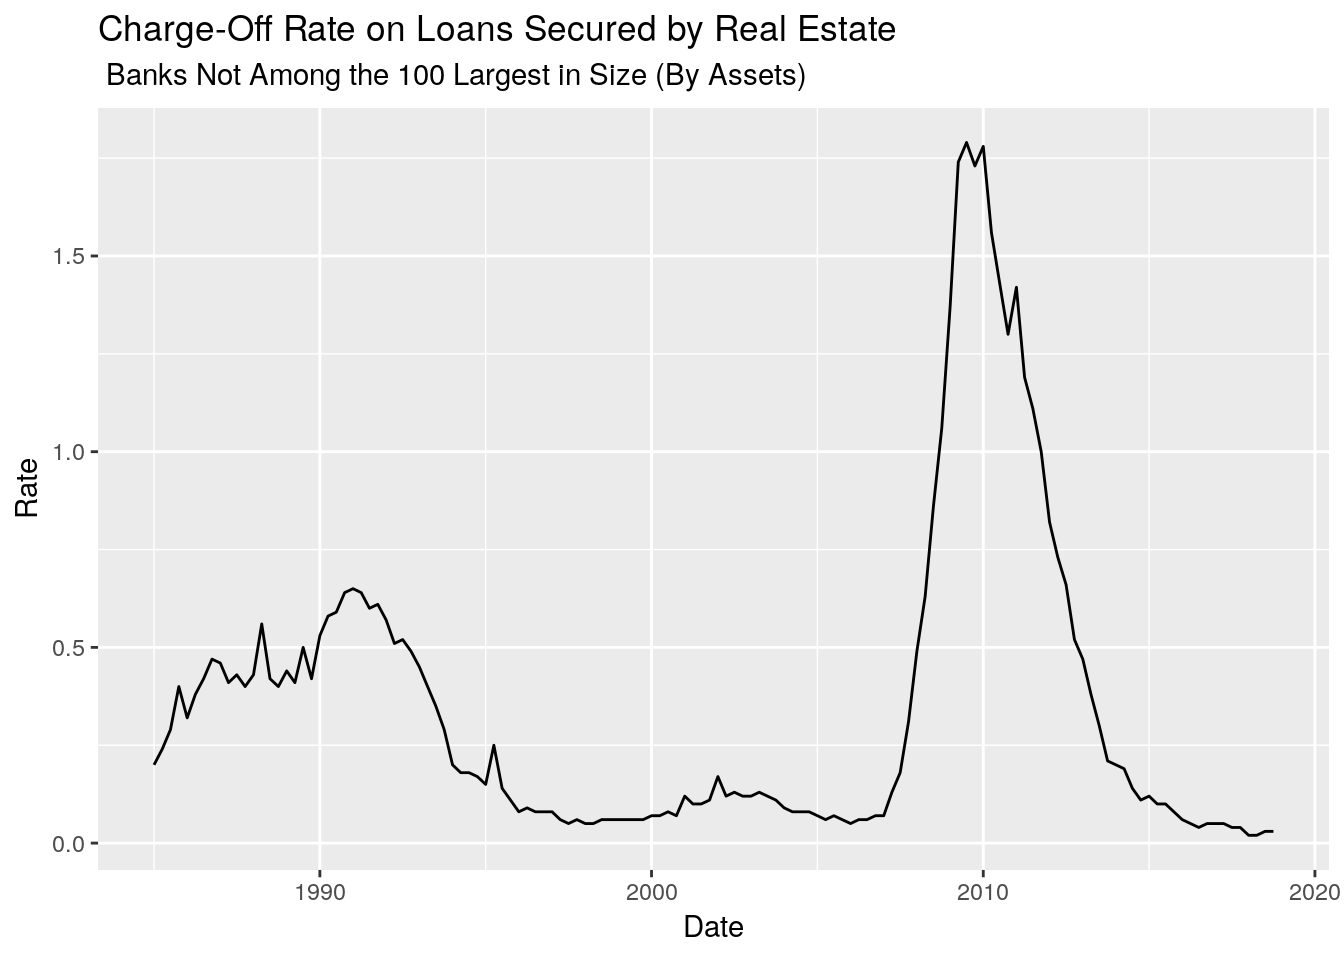 Charge-Off Rate on Loans Secured by Real Estate
Banks Not Among the 100 Largest in Size (By Assets)
Rate
1.5
1.0
0.5
0.0
1990 2000 2010 2020
Date